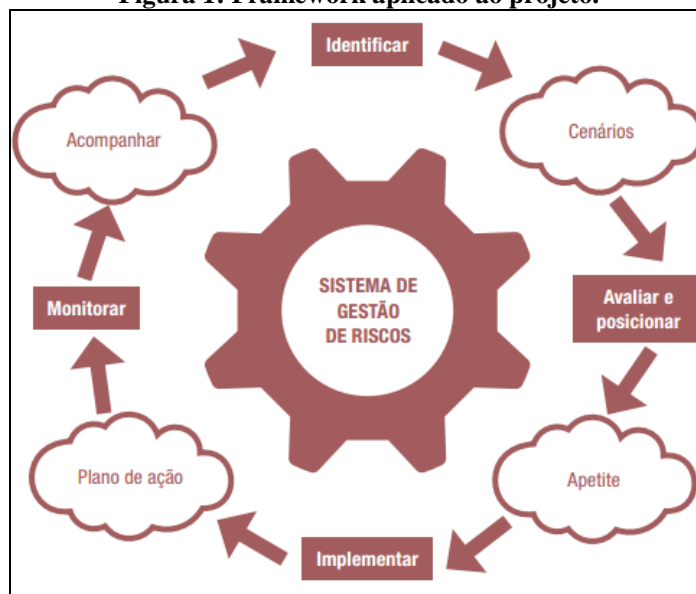 Figura 1: Framework aplicado ao projeto.
Identificar
Acompanhar
Cenários
SISTEMA DE
GESTÃO
DE RISCOS
Monitorar
Avaliar e
posicionar
Plano de ação
Apetite
Implementar